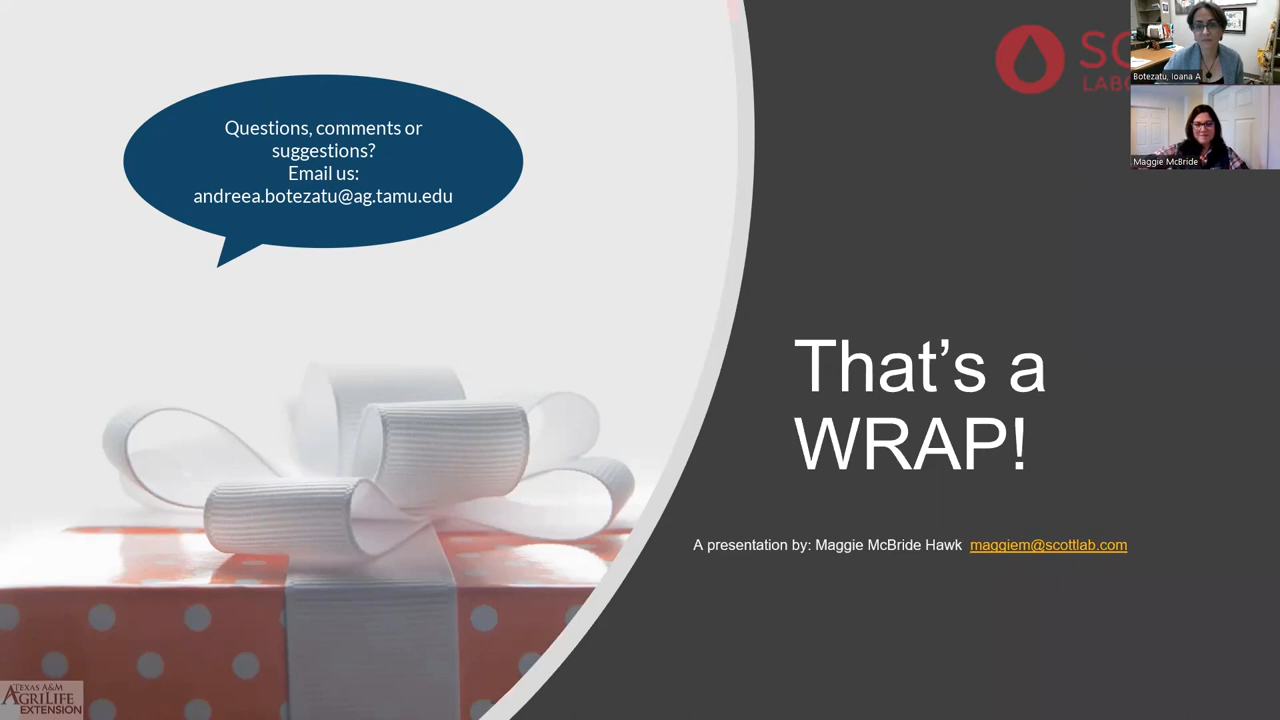 Questions, comments or
suggestions?
Email us:
andreea.botezatu@ag.tamu.edu
Botezatu, Ioana A
Maggie McBride
That's a
WRAP!
A presentation by: Maggie McBride Hawk maggiem@scottlab.com
TEXAS A&M
AGRILIFE
EXTENSION